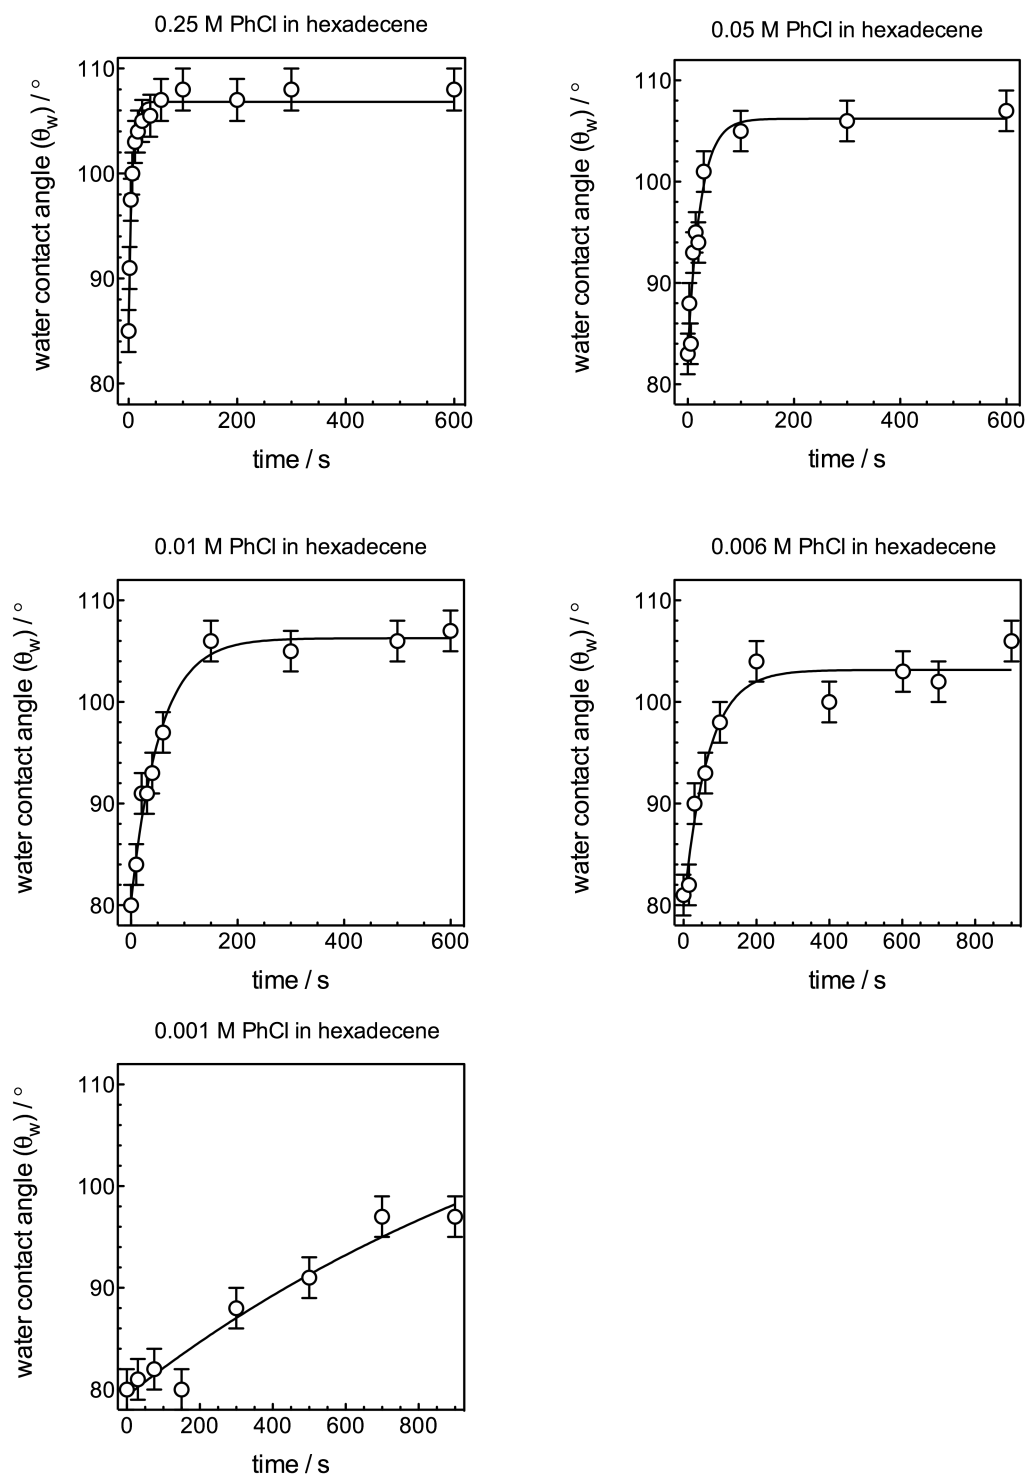 0.25 M PhCl in hexadecene
water contact angle (θw) / °
110
100
90
80
0 200 400 600
time / s
0.05 M PhCl in hexadecene
water contact angle (θw) / °
110
100
90
80
0 200 400 600
time / s
0.01 M PhCl in hexadecene
water contact angle (θw) / °
110
100
90
80
0 200 400 600
time / s
0.006 M PhCl in hexadecene
water contact angle (θw) / °
110
100
90
80
0 200 400 600 800
time / s
0.001 M PhCl in hexadecene
water contact angle (θw) / °
110
100
90
80
0 200 400 600 800
time / s